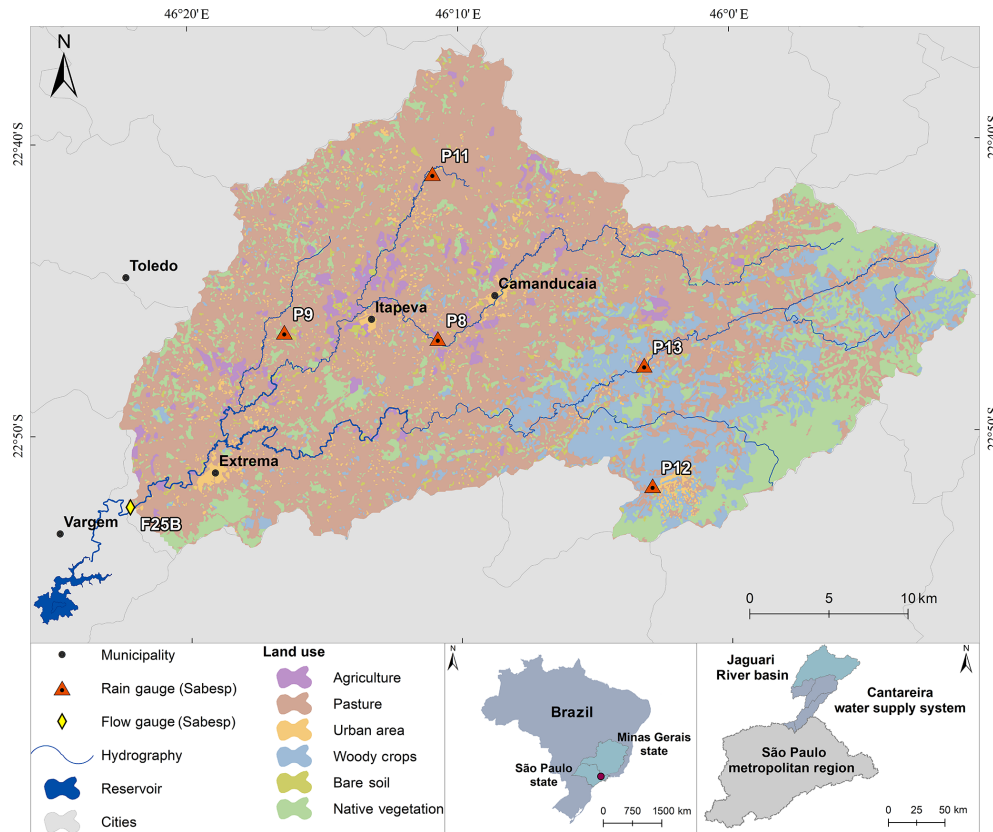 46°20' E
46°10' E
46°0' E
N
22°40'S
P11
Toledo
Camanducaia
Itapeva
P9
P8
P13
22°50'S
Extrema
P12
Vargem
F25B
0 5 10 km
Municipality
Rain gauge (Sabesp)
Flow gauge (Sabesp)
Hydrography
Reservoir
Cities
Land use
Agriculture
Pasture
Urban area
Woody crops
Bare soil
Native vegetation
N
Brazil
Minas Gerais
state
São Paulo
state
0 750 1500 km
N
Jaguari
River basin
Cantareira
water supply system
São Paulo
metropolitan region
0 25 50 km